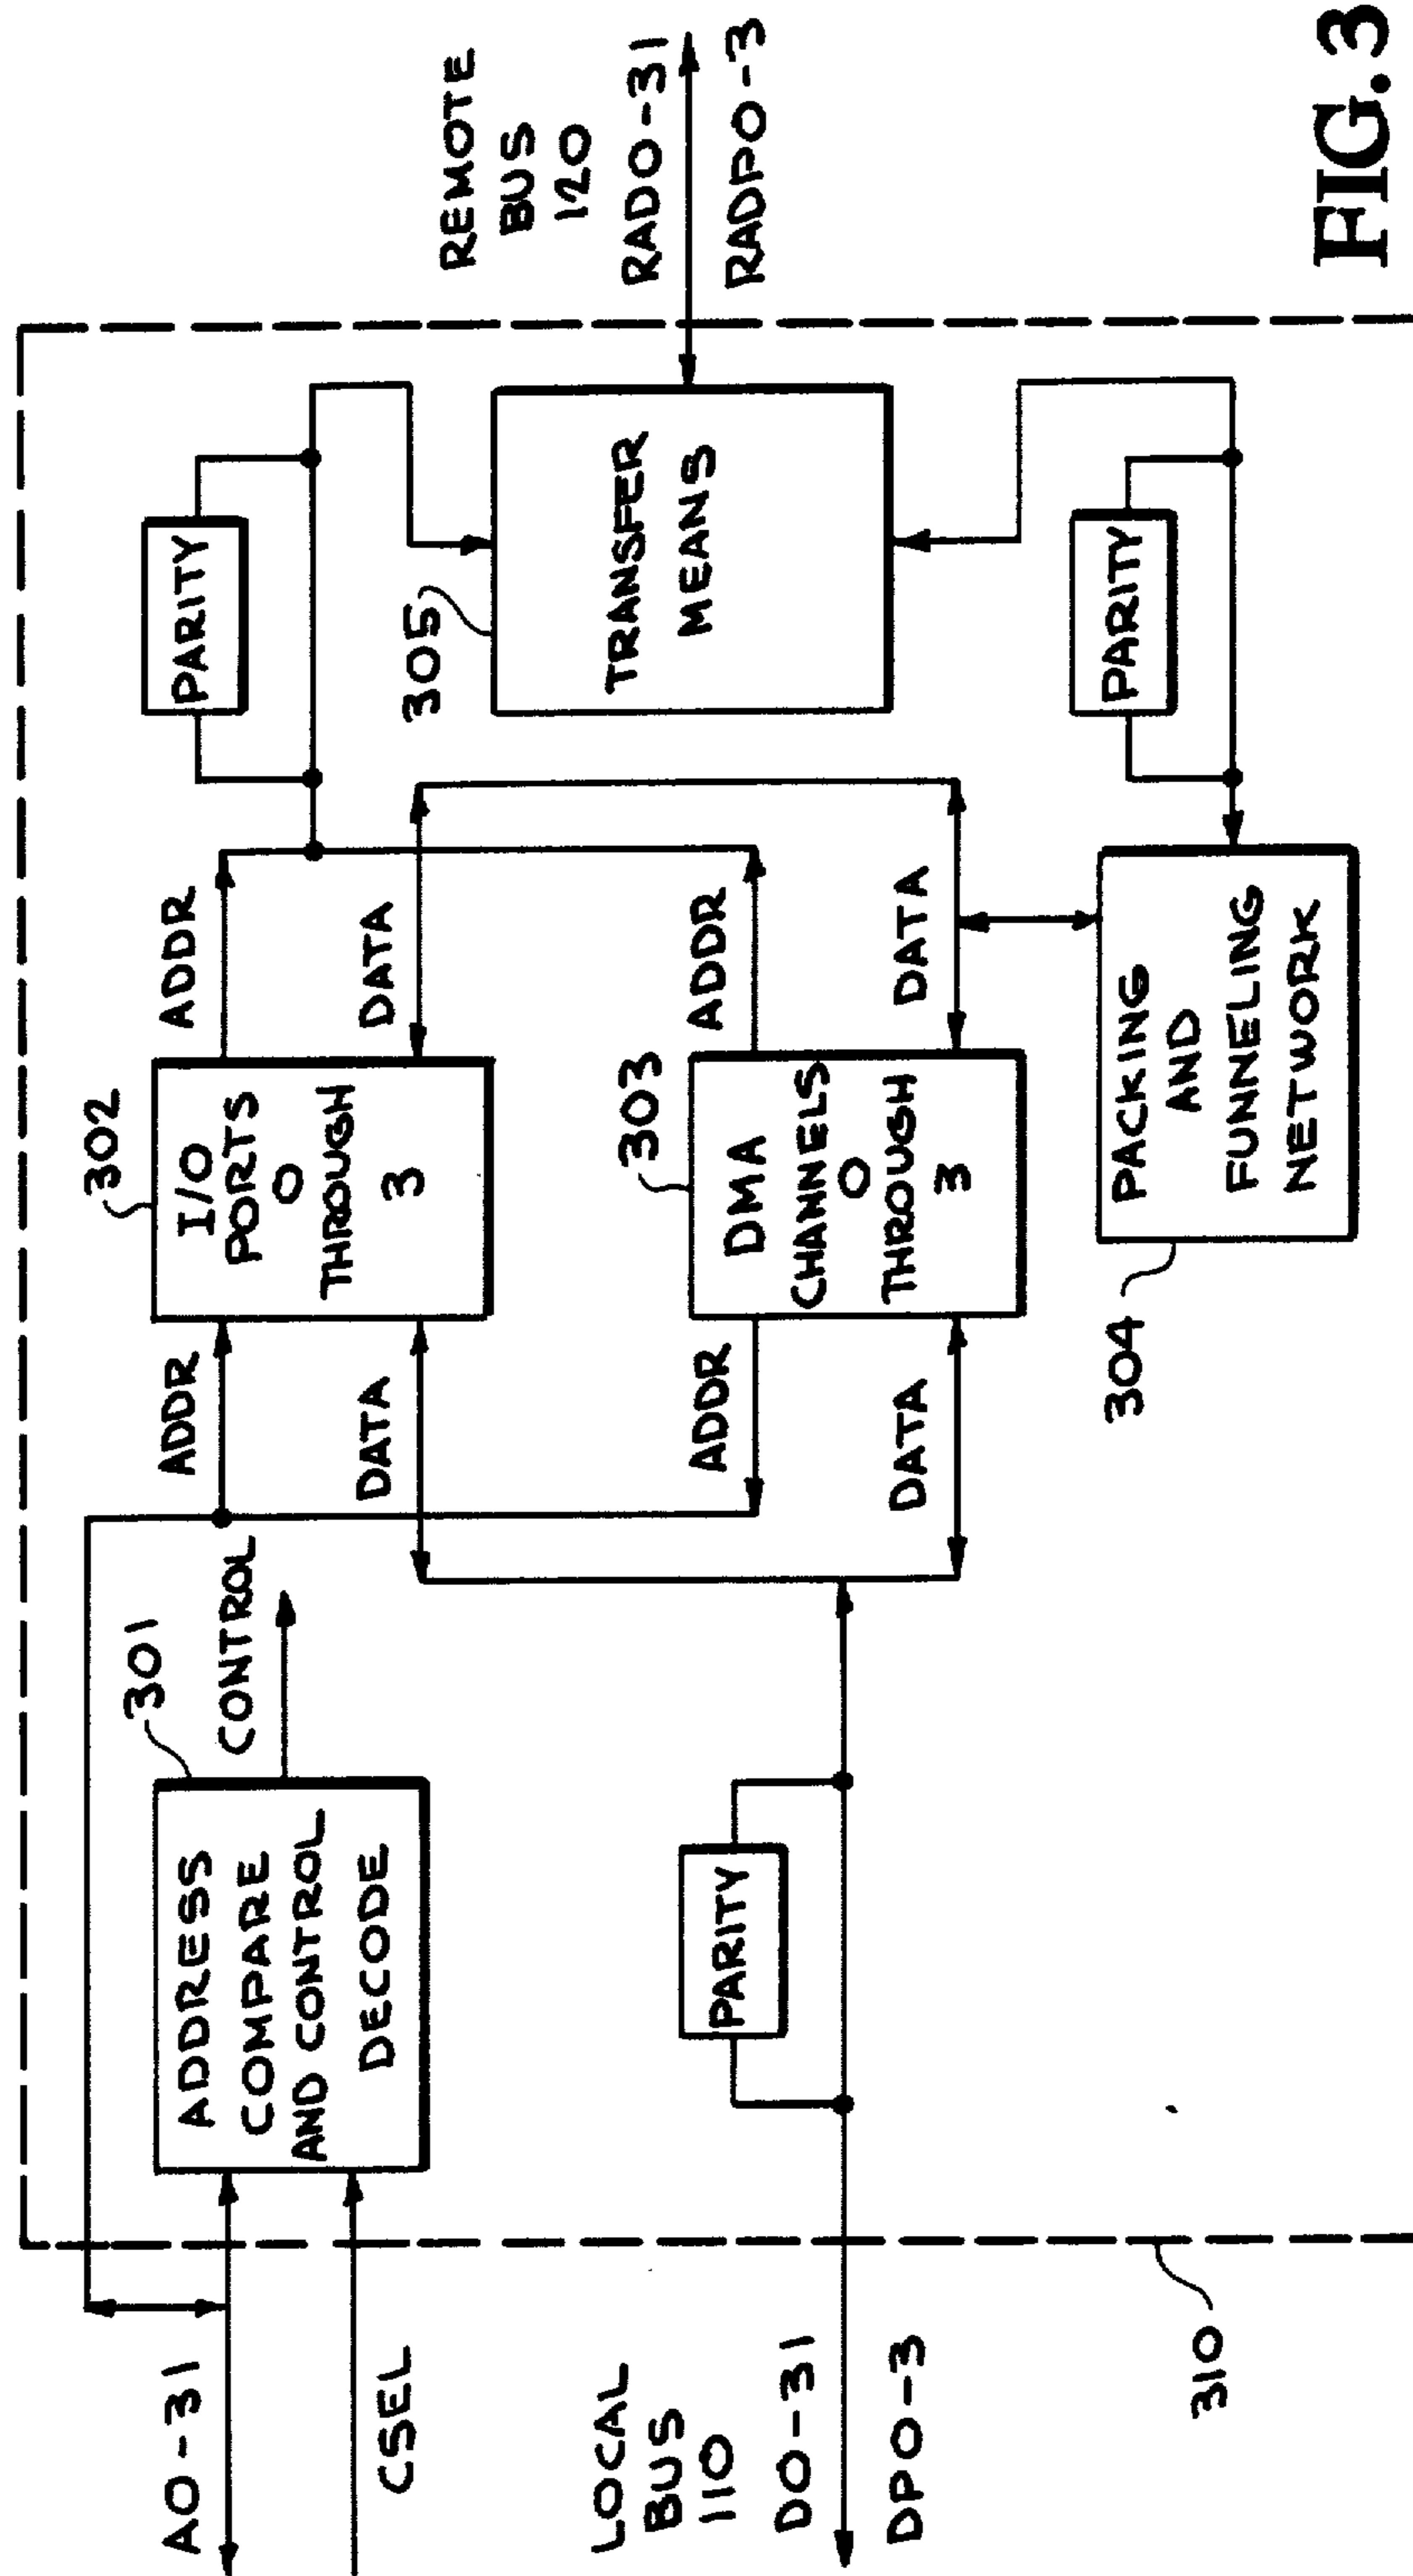 A0-31
CSEL
LOCAL
BUS
110
D0-31
DP0-3
310
ADDRESS
COMPARE
AND CONTROL
DECODE
301
CONTROL
PARITY
ADDR
DATA
ADDR
DATA
302
I/O
PORTS
0
THROUGH
3
303
DMA
CHANNELS
0
THROUGH
3
304
PACKING
AND
FUNNELING
NETWORK
ADDR
DATA
ADDR
DATA
PARITY
305
TRANSFER
MEANS
PARITY
REMOTE
BUS
120
RAD0-31
RADP0-3
FIG. 3